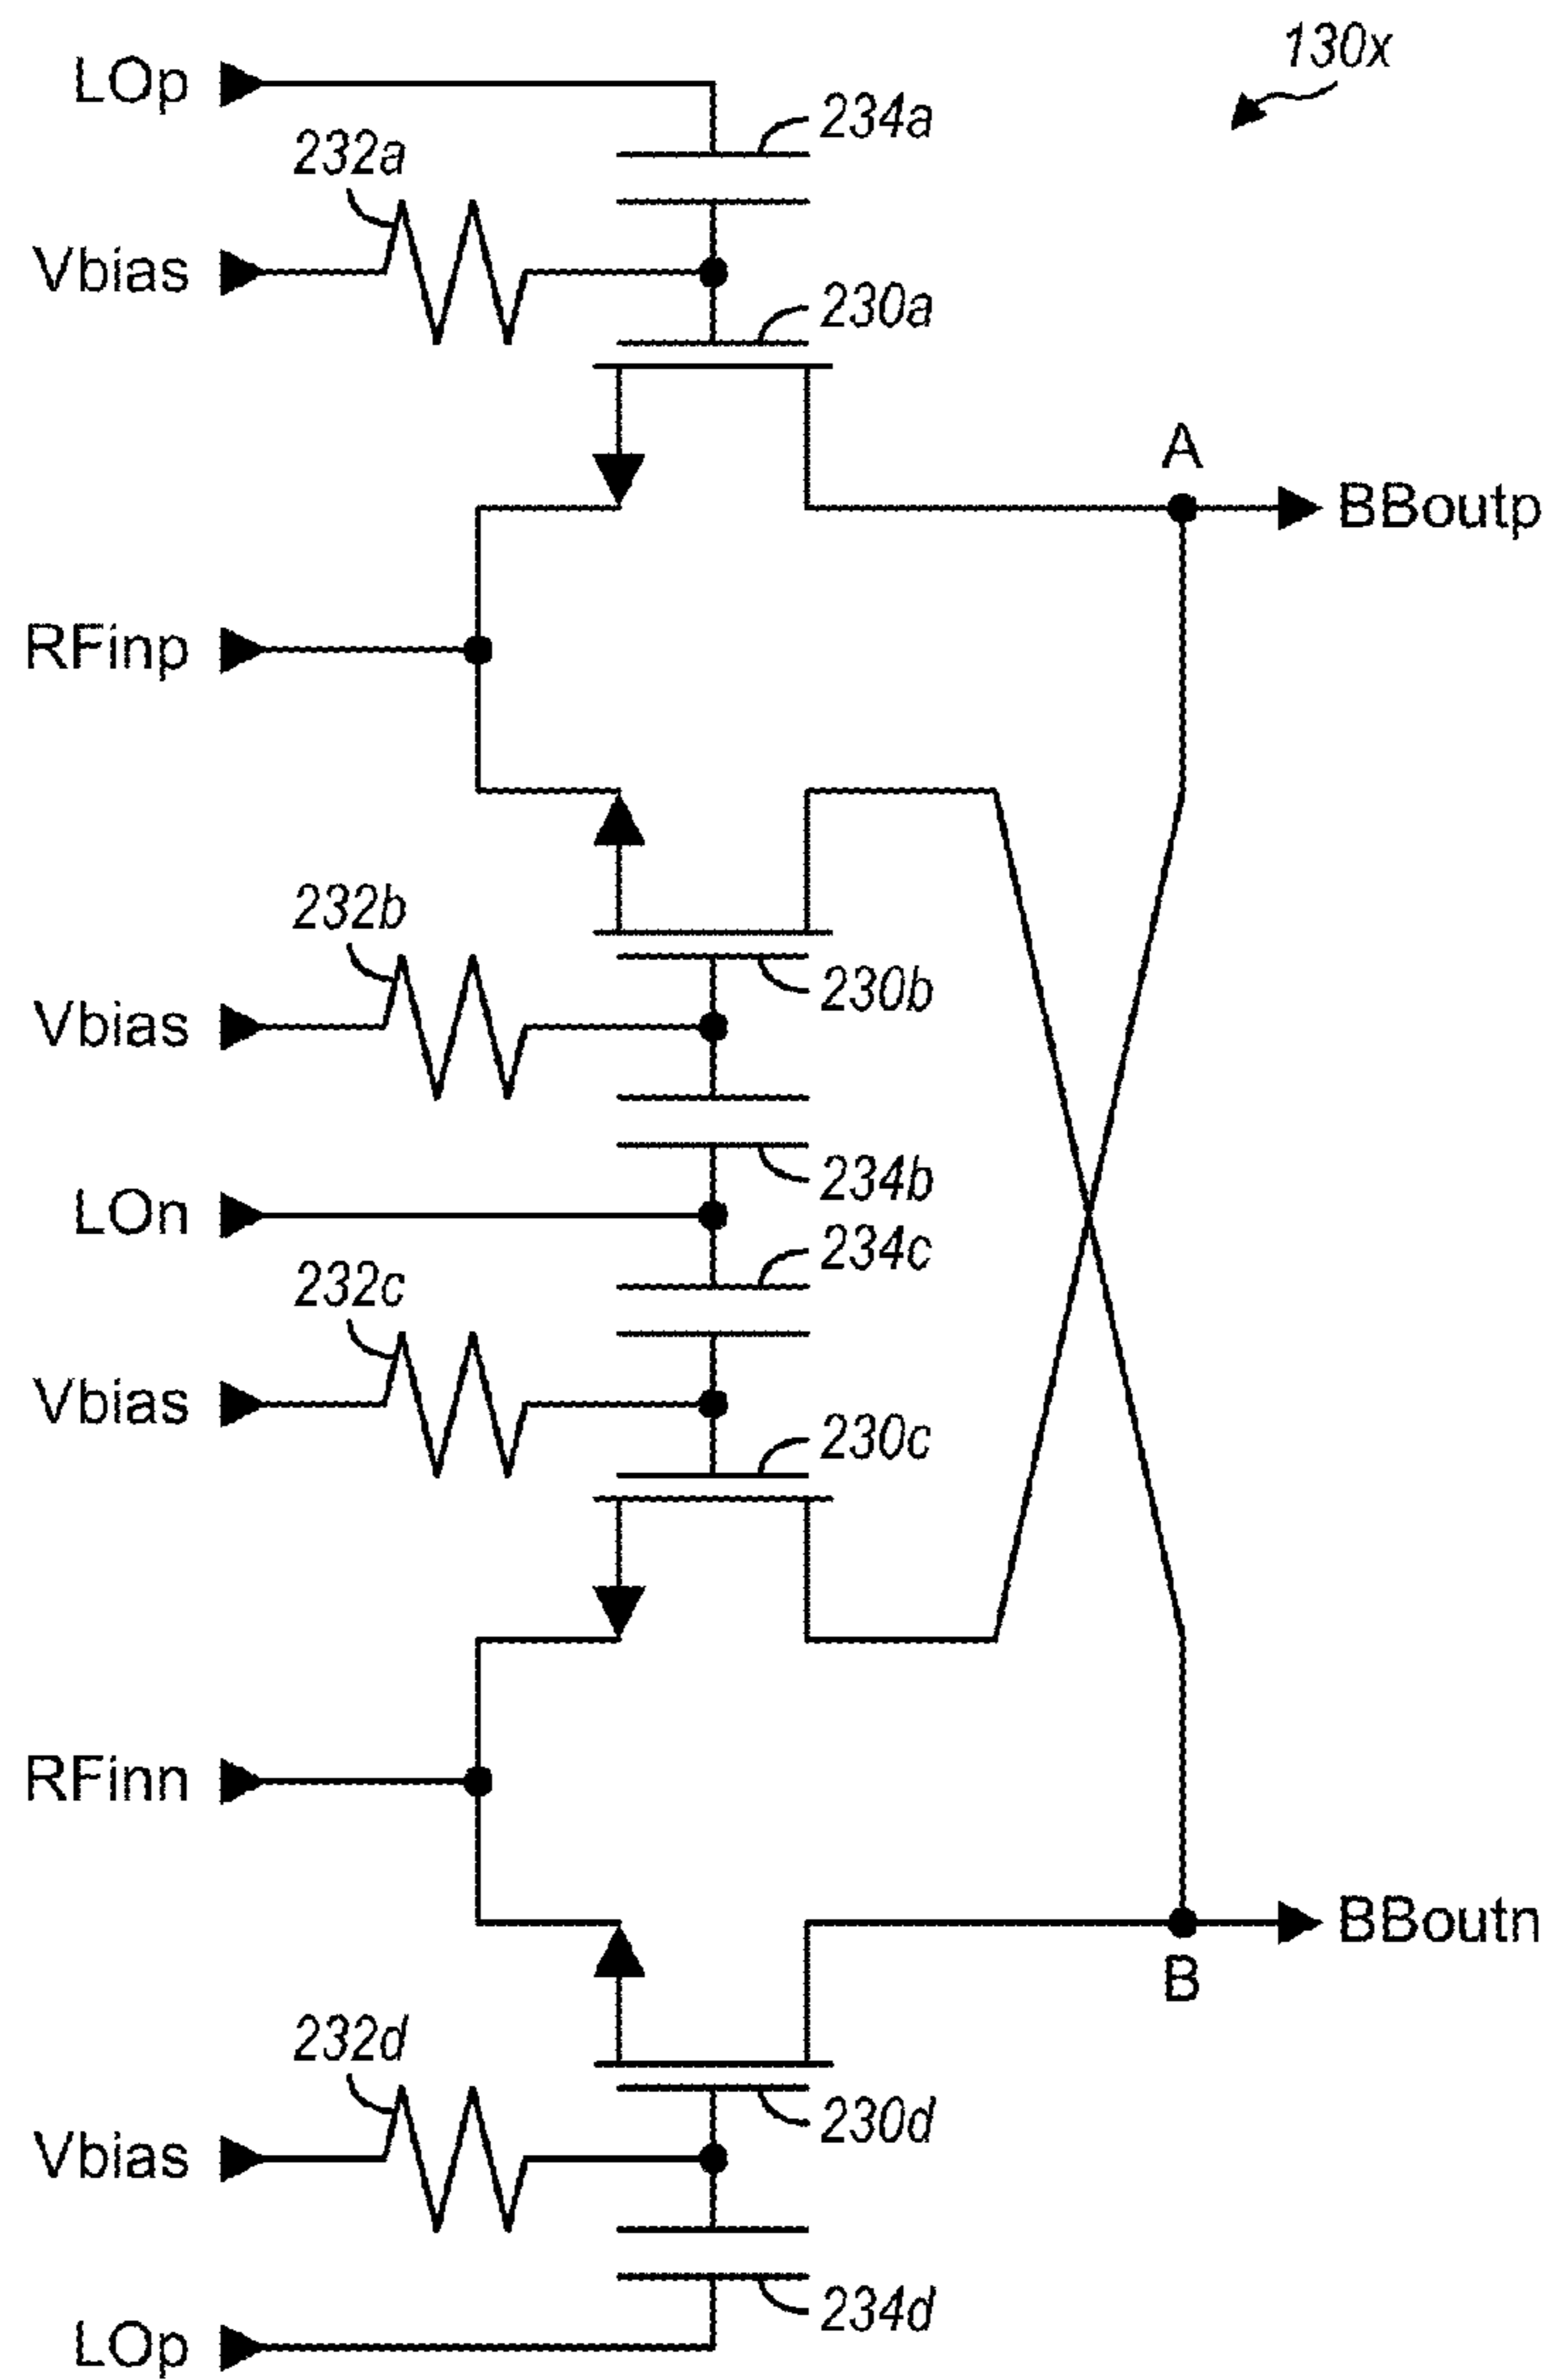 130x
LOp
234a
232a
Vbias
230a
A
BBoutp
RFinp
232b
230b
Vbias
234b
LOn
234c
232c
Vbias
230c
RFinn
BBoutn
B
232d
230d
Vbias
234d
LOp